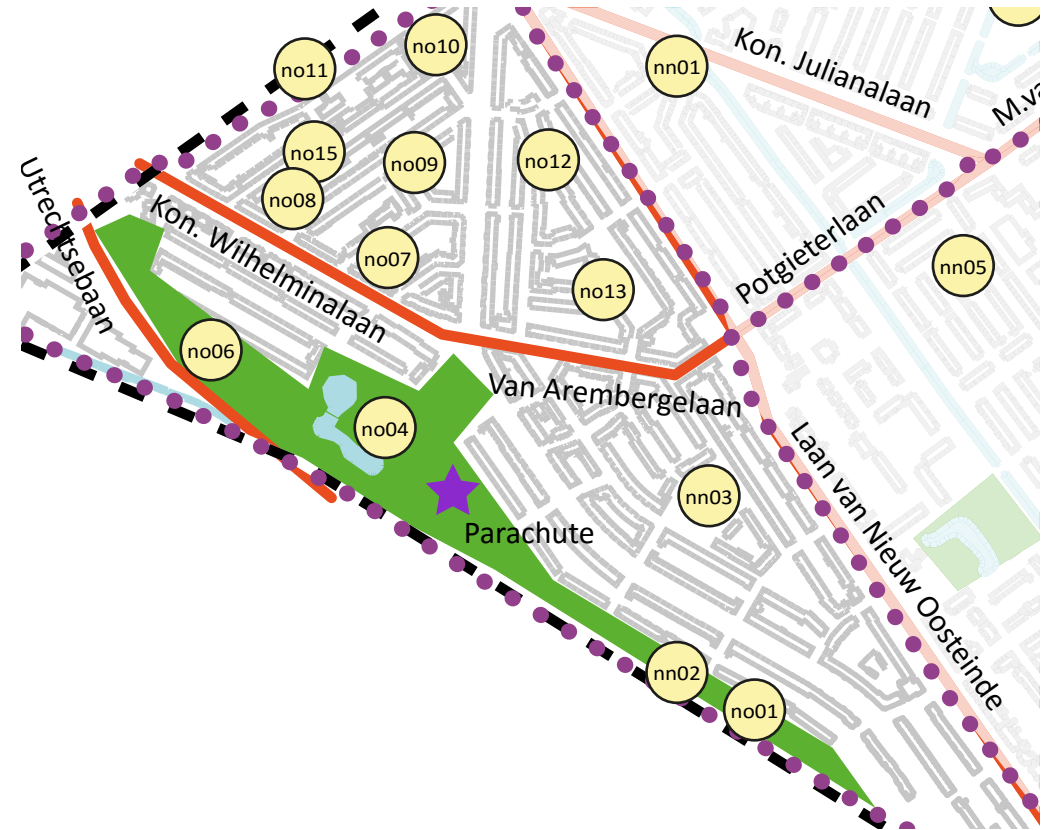 no10
no11
nn01
Kon. Julianalaan
M.va
no15
no09
no12
no08
Utrechtsebaan
Kon. Wilhelminalaan
no07
Potgieterlaan
nn05
no13
no06
Van Arembergelaan
no04
Laan van Nieuw Oosteinde
nn03
Parachute
nn02
no01